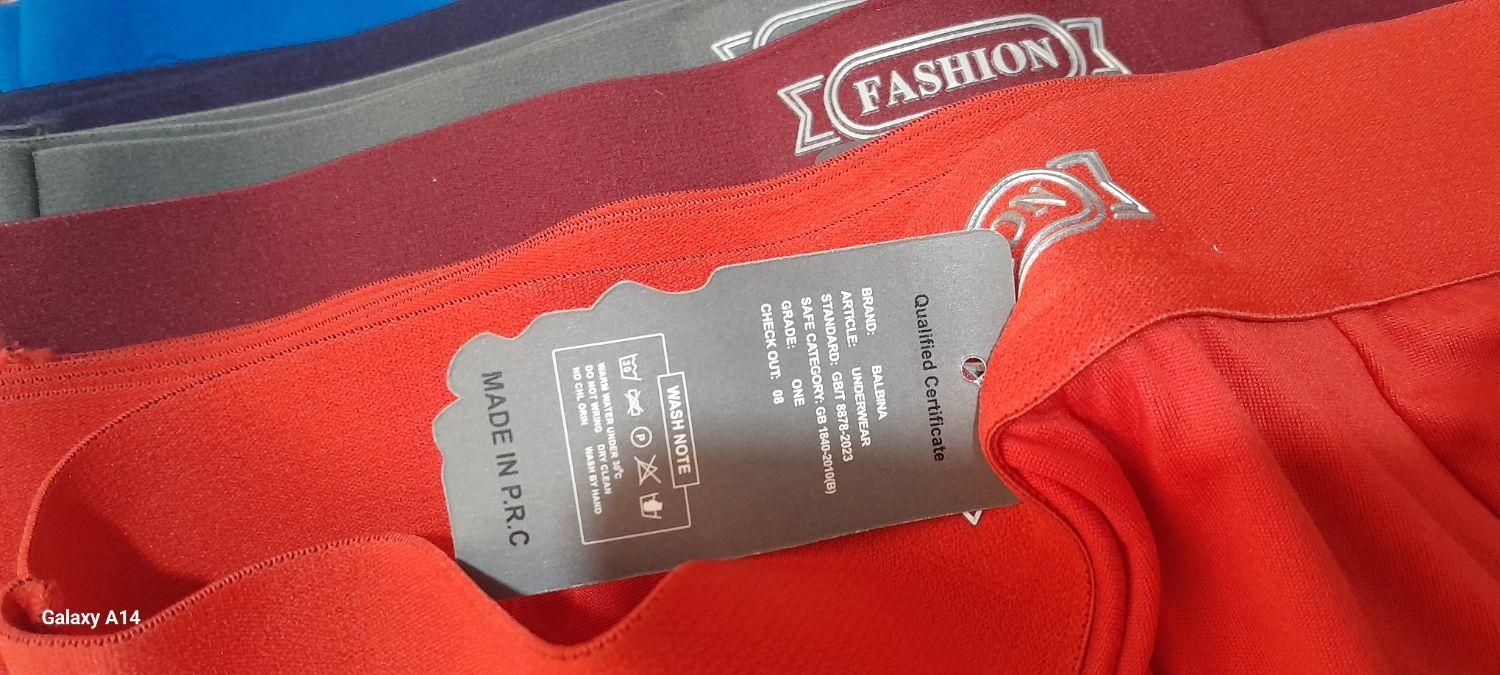 FASHION
ON
Qualified Certificate
BRAND: BALBINA
ARTICLE: UNDERWEAR
STANDARD: GB/T 8878-2023
SAFE CATEGORY: GB 1840-2010(B)
GRADE: ONE
CHECK OUT: 08
WASH NOTE
30
P
WARM WATER UNDER 30°C
DO NOT WRING DRY CLEAN
NO CHL ORIN WASH BY HAND
MADE IN P.R.C
Galaxy A14